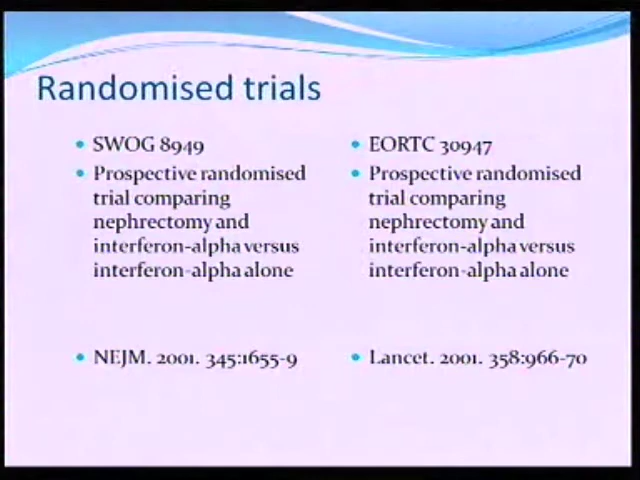 Randomised trials
SWOG 8949
Prospective randomised
trial comparing
nephrectomy and
interferon-alpha versus
interferon-alpha alone
NEJM. 2001. 345:1655-9
EORTC 30947
Prospective randomised
trial comparing
nephrectomy and
interferon-alpha versus
interferon-alpha alone
Lancet. 2001. 358:966-70